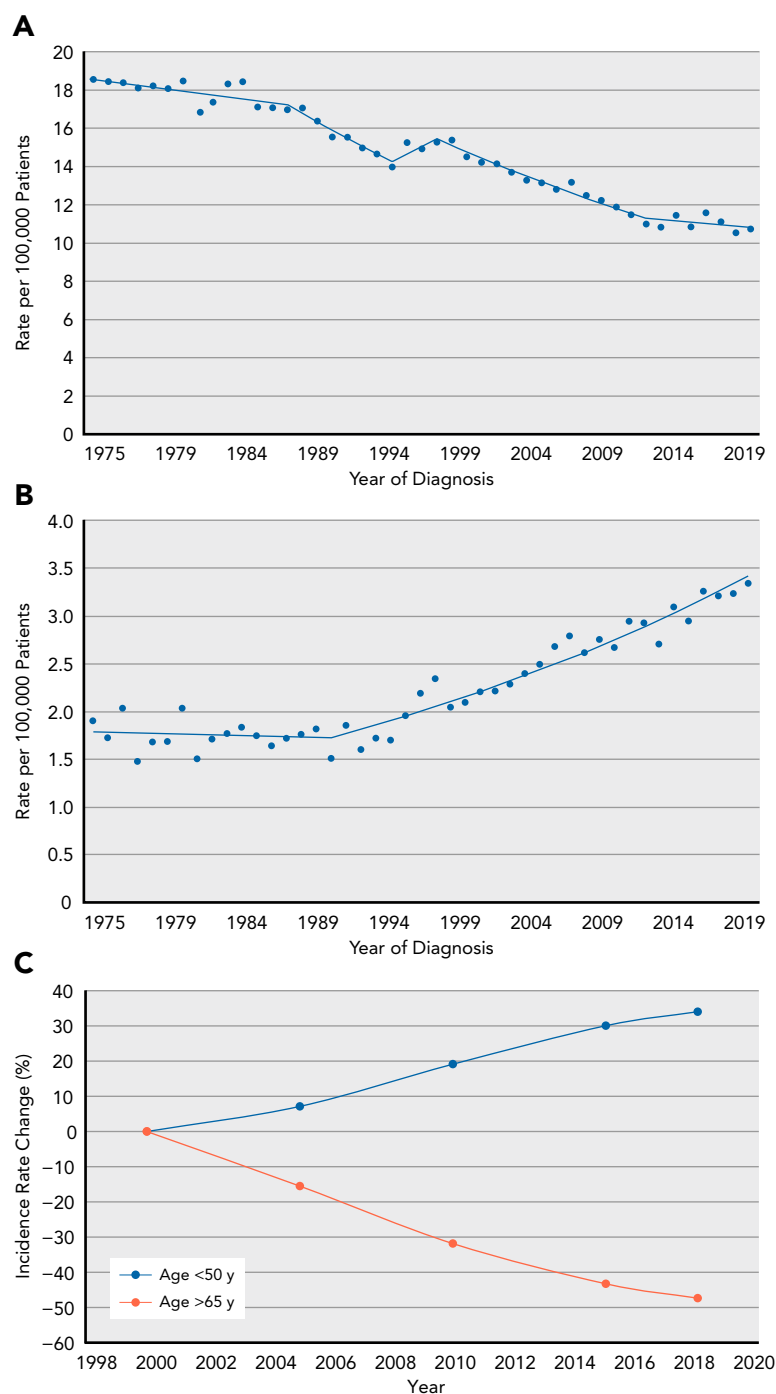 A
Rate per 100,000 Patients
20
18
16
14
12
10
8
6
4
2
0
1975 1979 1984 1989 1994 1999 2004 2009 2014 2019
Year of Diagnosis
B
Rate per 100,000 Patients
4.0
3.5
3.0
2.5
2.0
1.5
1.0
0.5
0
1975 1979 1984 1989 1994 1999 2004 2009 2014 2019
Year of Diagnosis
C
Incidence Rate Change (%)
40
30
20
10
0
−10
−20
−30
−40
−50
−60
Age <50 y
Age >65 y
1998 2000 2002 2004 2006 2008 2010 2012 2014 2016 2018 2020
Year